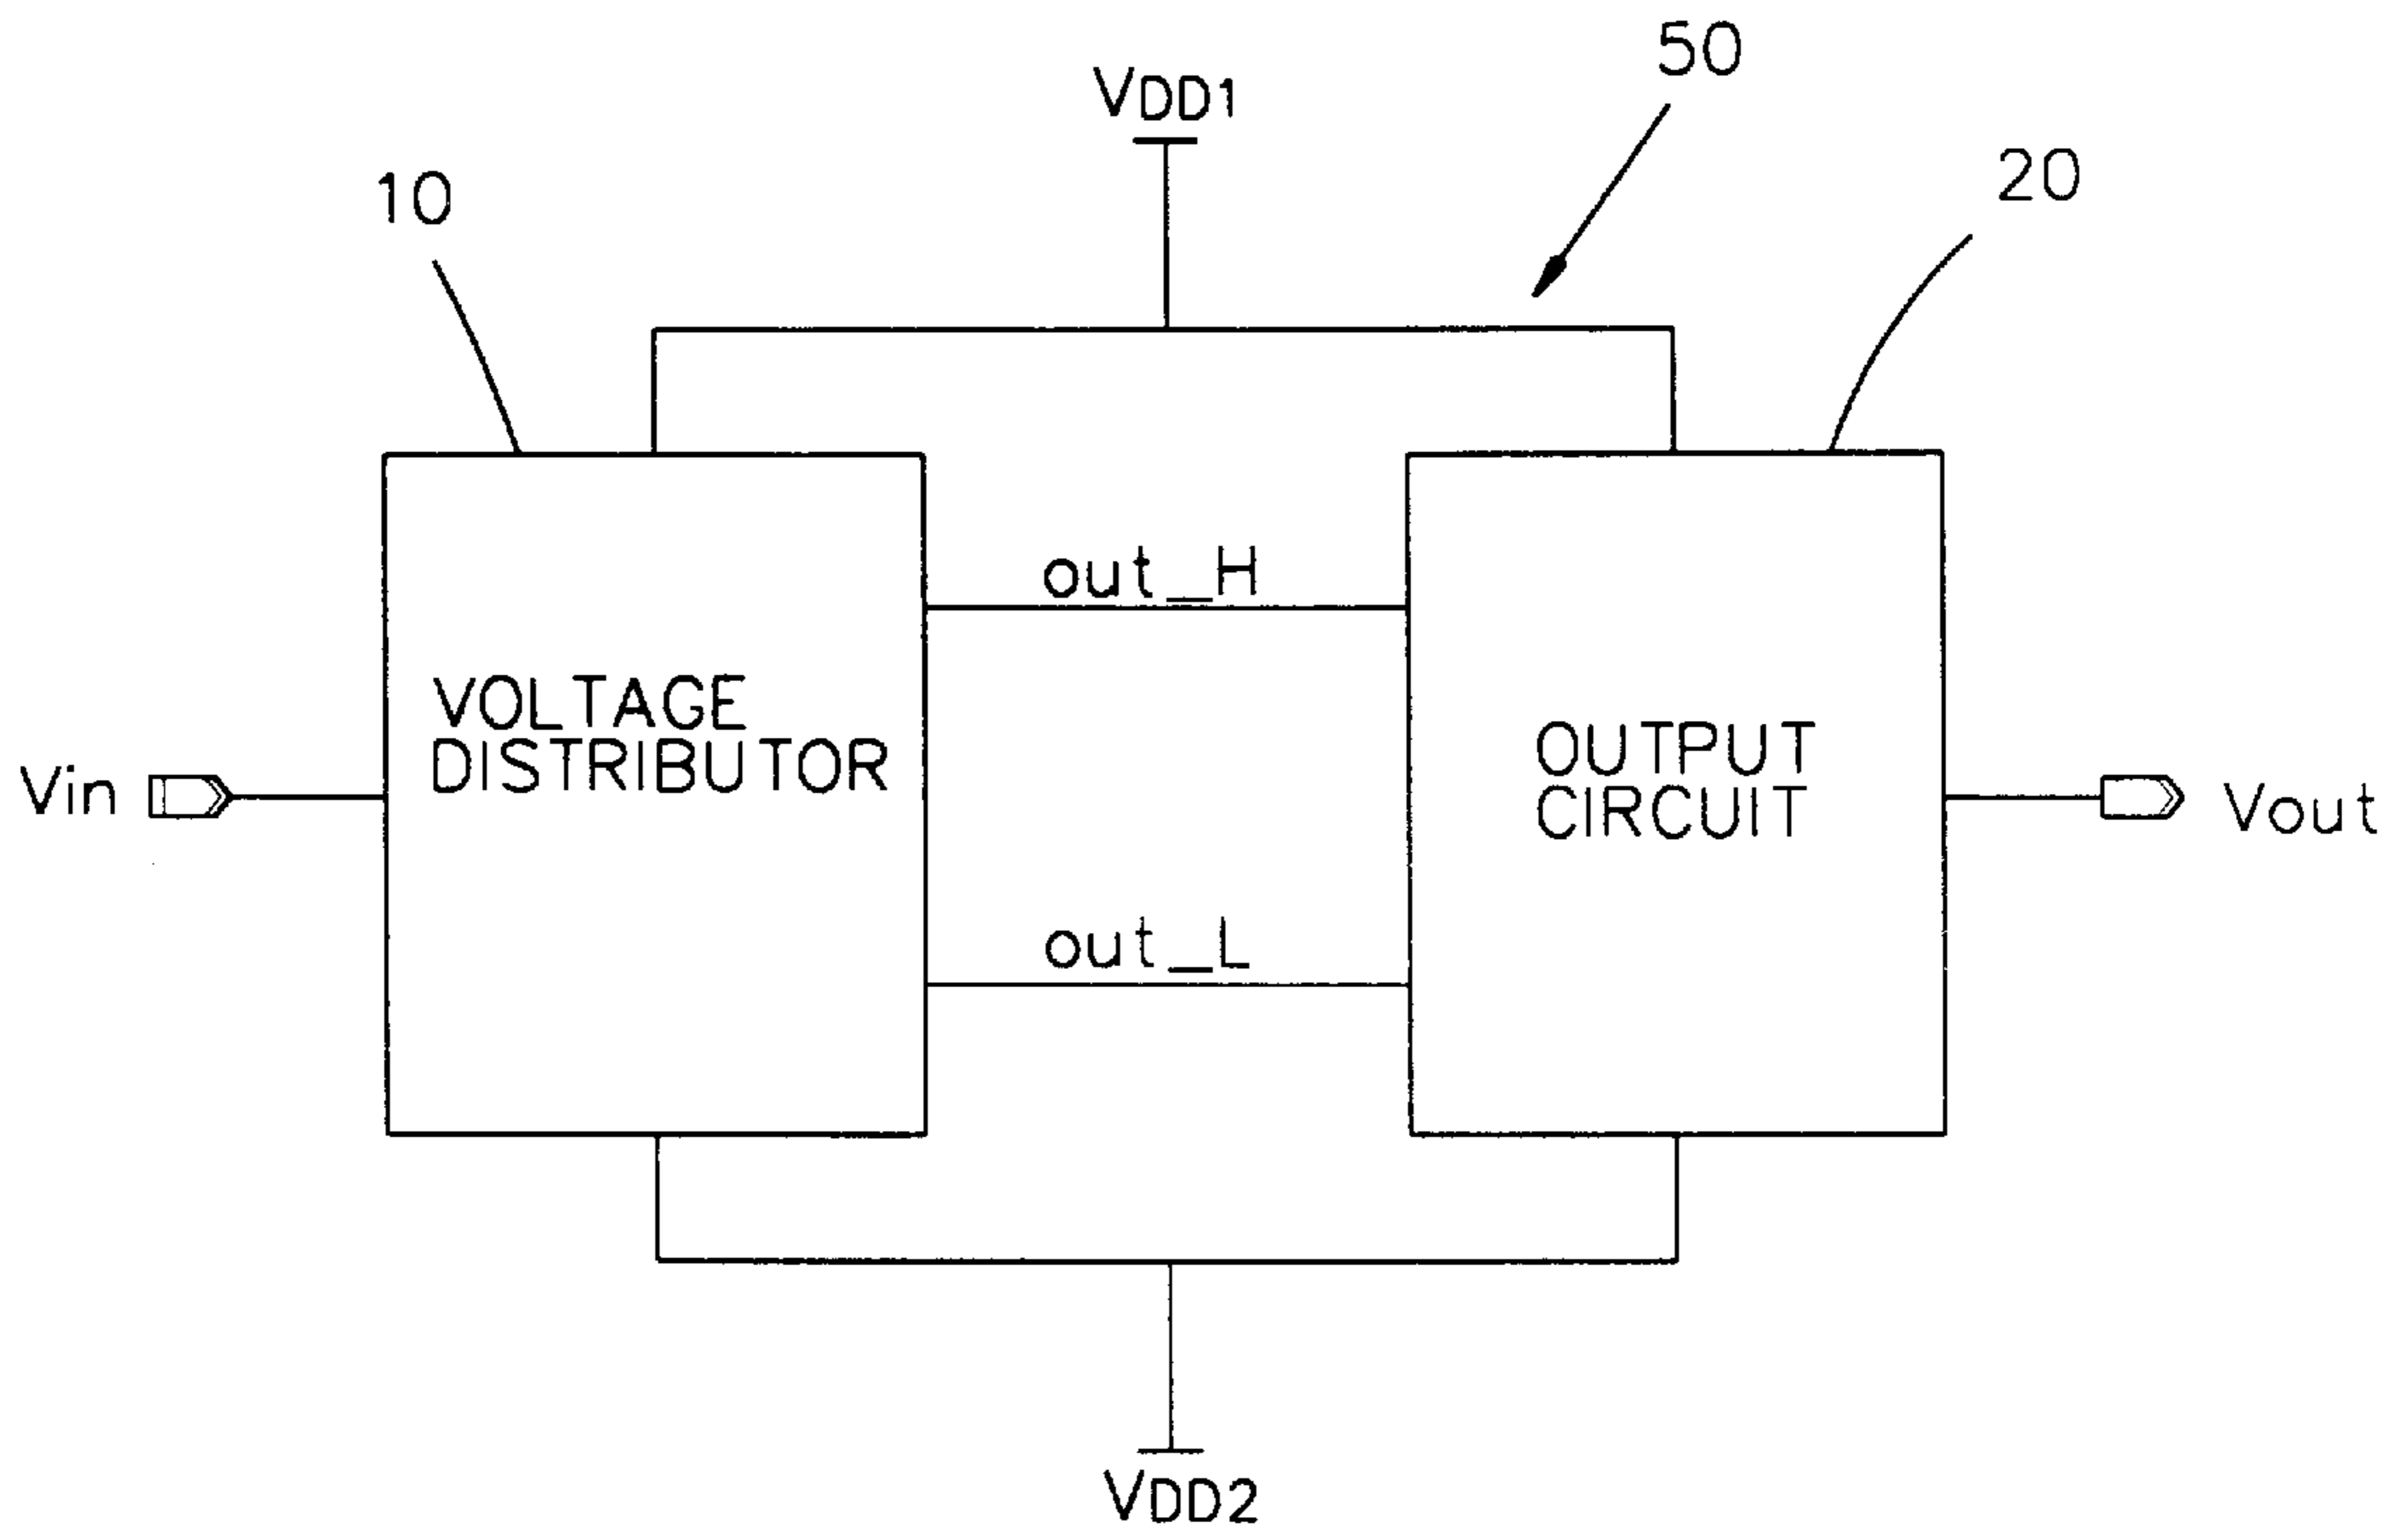 50
VDD1
20
10
out_H
VOLTAGE
DISTRIBUTOR
OUTPUT
CIRCUIT
Vin
Vout
out_L
VDD2